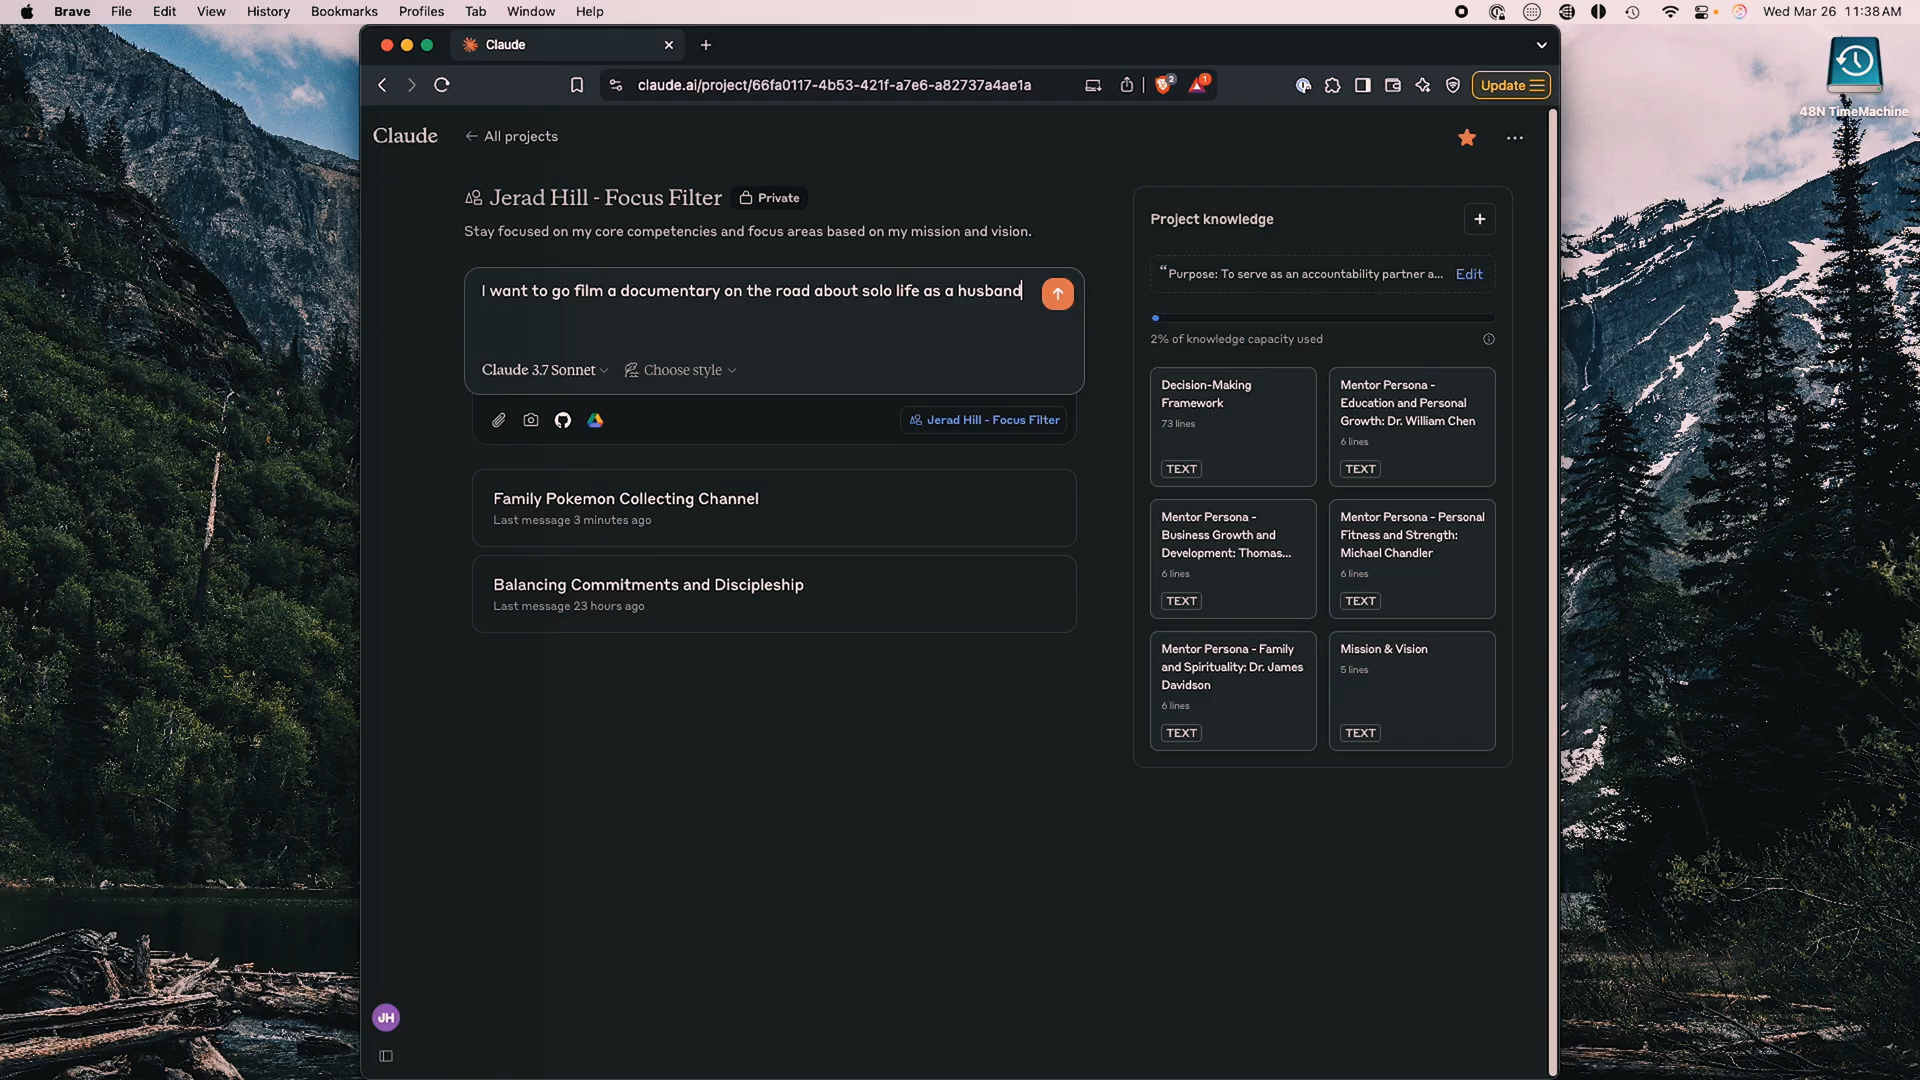 Brave File Edit View History Bookmarks Profiles Tab Window Help Wed Mar 26 11:38 AM
Claude
claude.ai/project/66fa0117-4b53-421f-a7e6-a82737a4ae1a 2 1 Update
48N TimeMachine
Claude ← All projects
Jerad Hill - Focus Filter Private
Stay focused on my core competencies and focus areas based on my mission and vision.
I want to go film a documentary on the road about solo life as a husband
Claude 3.7 Sonnet Choose style
Jerad Hill - Focus Filter
Family Pokemon Collecting Channel
Last message 3 minutes ago
Balancing Commitments and Discipleship
Last message 23 hours ago
Project knowledge
“Purpose: To serve as an accountability partner a... Edit
2% of knowledge capacity used
Decision-Making
Framework
73 lines
TEXT
Mentor Persona -
Education and Personal
Growth: Dr. William Chen
6 lines
TEXT
Mentor Persona -
Business Growth and
Development: Thomas...
6 lines
TEXT
Mentor Persona - Personal
Fitness and Strength:
Michael Chandler
6 lines
TEXT
Mentor Persona - Family
and Spirituality: Dr. James
Davidson
6 lines
TEXT
Mission & Vision
5 lines
TEXT
JH